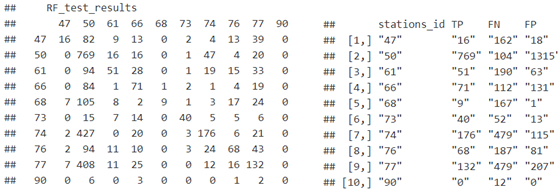 ## RF_test_results
## 47 50 61 66 68 73 74 76 77 90
## 47 16 82 9 13 0 2 4 13 39 0
## 50 0 769 16 16 0 1 47 4 20 0
## 61 0 94 51 28 0 1 19 15 33 0
## 66 0 84 1 71 1 2 1 4 19 0
## 68 7 105 8 2 9 1 3 17 24 0
## 73 0 15 7 14 0 40 5 5 6 0
## 74 2 427 0 20 0 3 176 6 21 0
## 76 2 94 11 10 0 3 24 68 43 0
## 77 7 408 11 25 0 0 12 16 132 0
## 90 0 6 0 3 0 0 0 1 2 0
## stations_id TP FN FP
## [1,] "47" "16" "162" "18"
## [2,] "50" "769" "104" "1315"
## [3,] "61" "51" "190" "63"
## [4,] "66" "71" "112" "131"
## [5,] "68" "9" "167" "1"
## [6,] "73" "40" "52" "13"
## [7,] "74" "176" "479" "115"
## [8,] "76" "68" "187" "81"
## [9,] "77" "132" "479" "207"
## [10,] "90" "0" "12" "0"